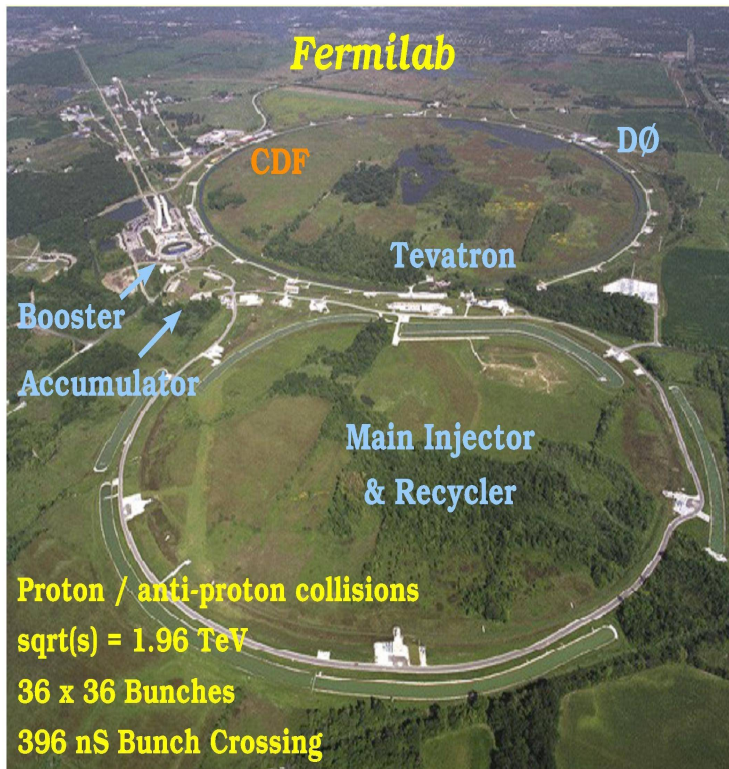 Fermilab
CDF
DØ
Tevatron
Booster
Accumulator
Main Injector
& Recycler
Proton / anti-proton collisions
sqrt(s) = 1.96 TeV
36 x 36 Bunches
396 nS Bunch Crossing